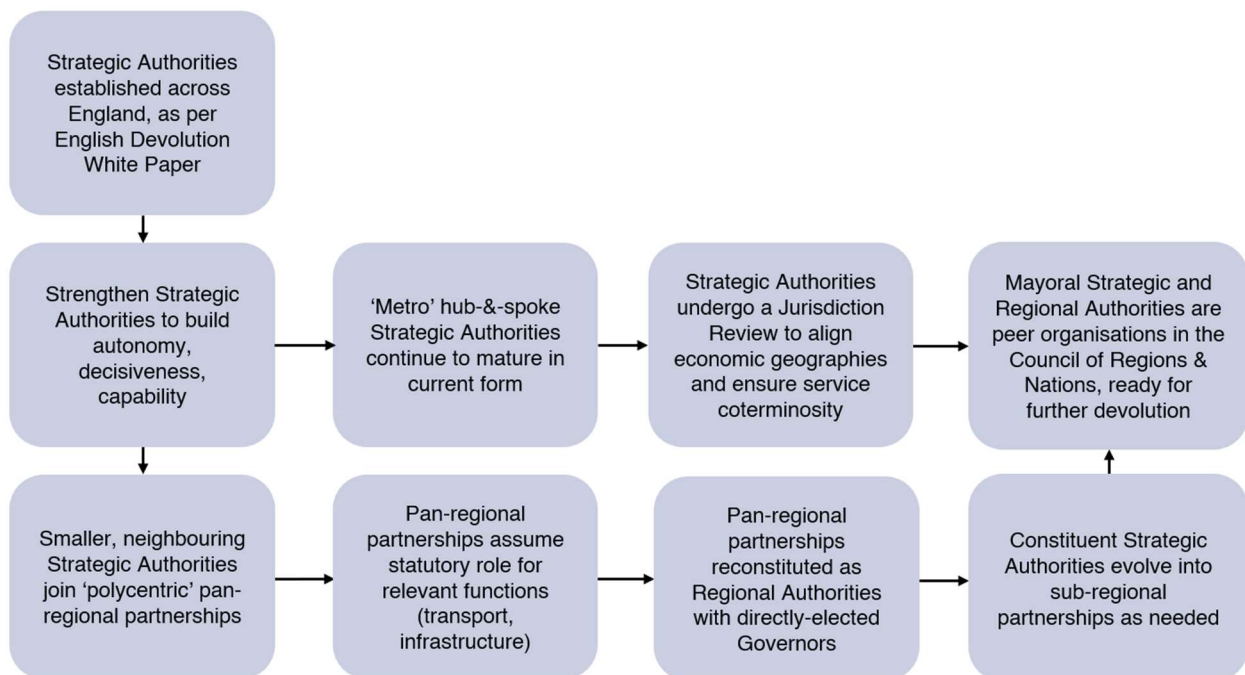 Strategic Authorities
established across
England, as per
English Devolution
White Paper
Strengthen Strategic
Authorities to build
autonomy,
decisiveness,
capability
‘Metro’ hub-&-spoke
Strategic Authorities
continue to mature in
current form
Strategic Authorities
undergo a Jurisdiction
Review to align
economic geographies
and ensure service
coterminosity
Mayoral Strategic and
Regional Authorities are
peer organisations in the
Council of Regions &
Nations, ready for
further devolution
Smaller, neighbouring
Strategic Authorities
join ‘polycentric’ pan-
regional partnerships
Pan-regional
partnerships assume
statutory role for
relevant functions
(transport,
infrastructure)
Pan-regional
partnerships
reconstituted as
Regional Authorities
with directly-elected
Governors
Constituent Strategic
Authorities evolve into
sub-regional
partnerships as needed